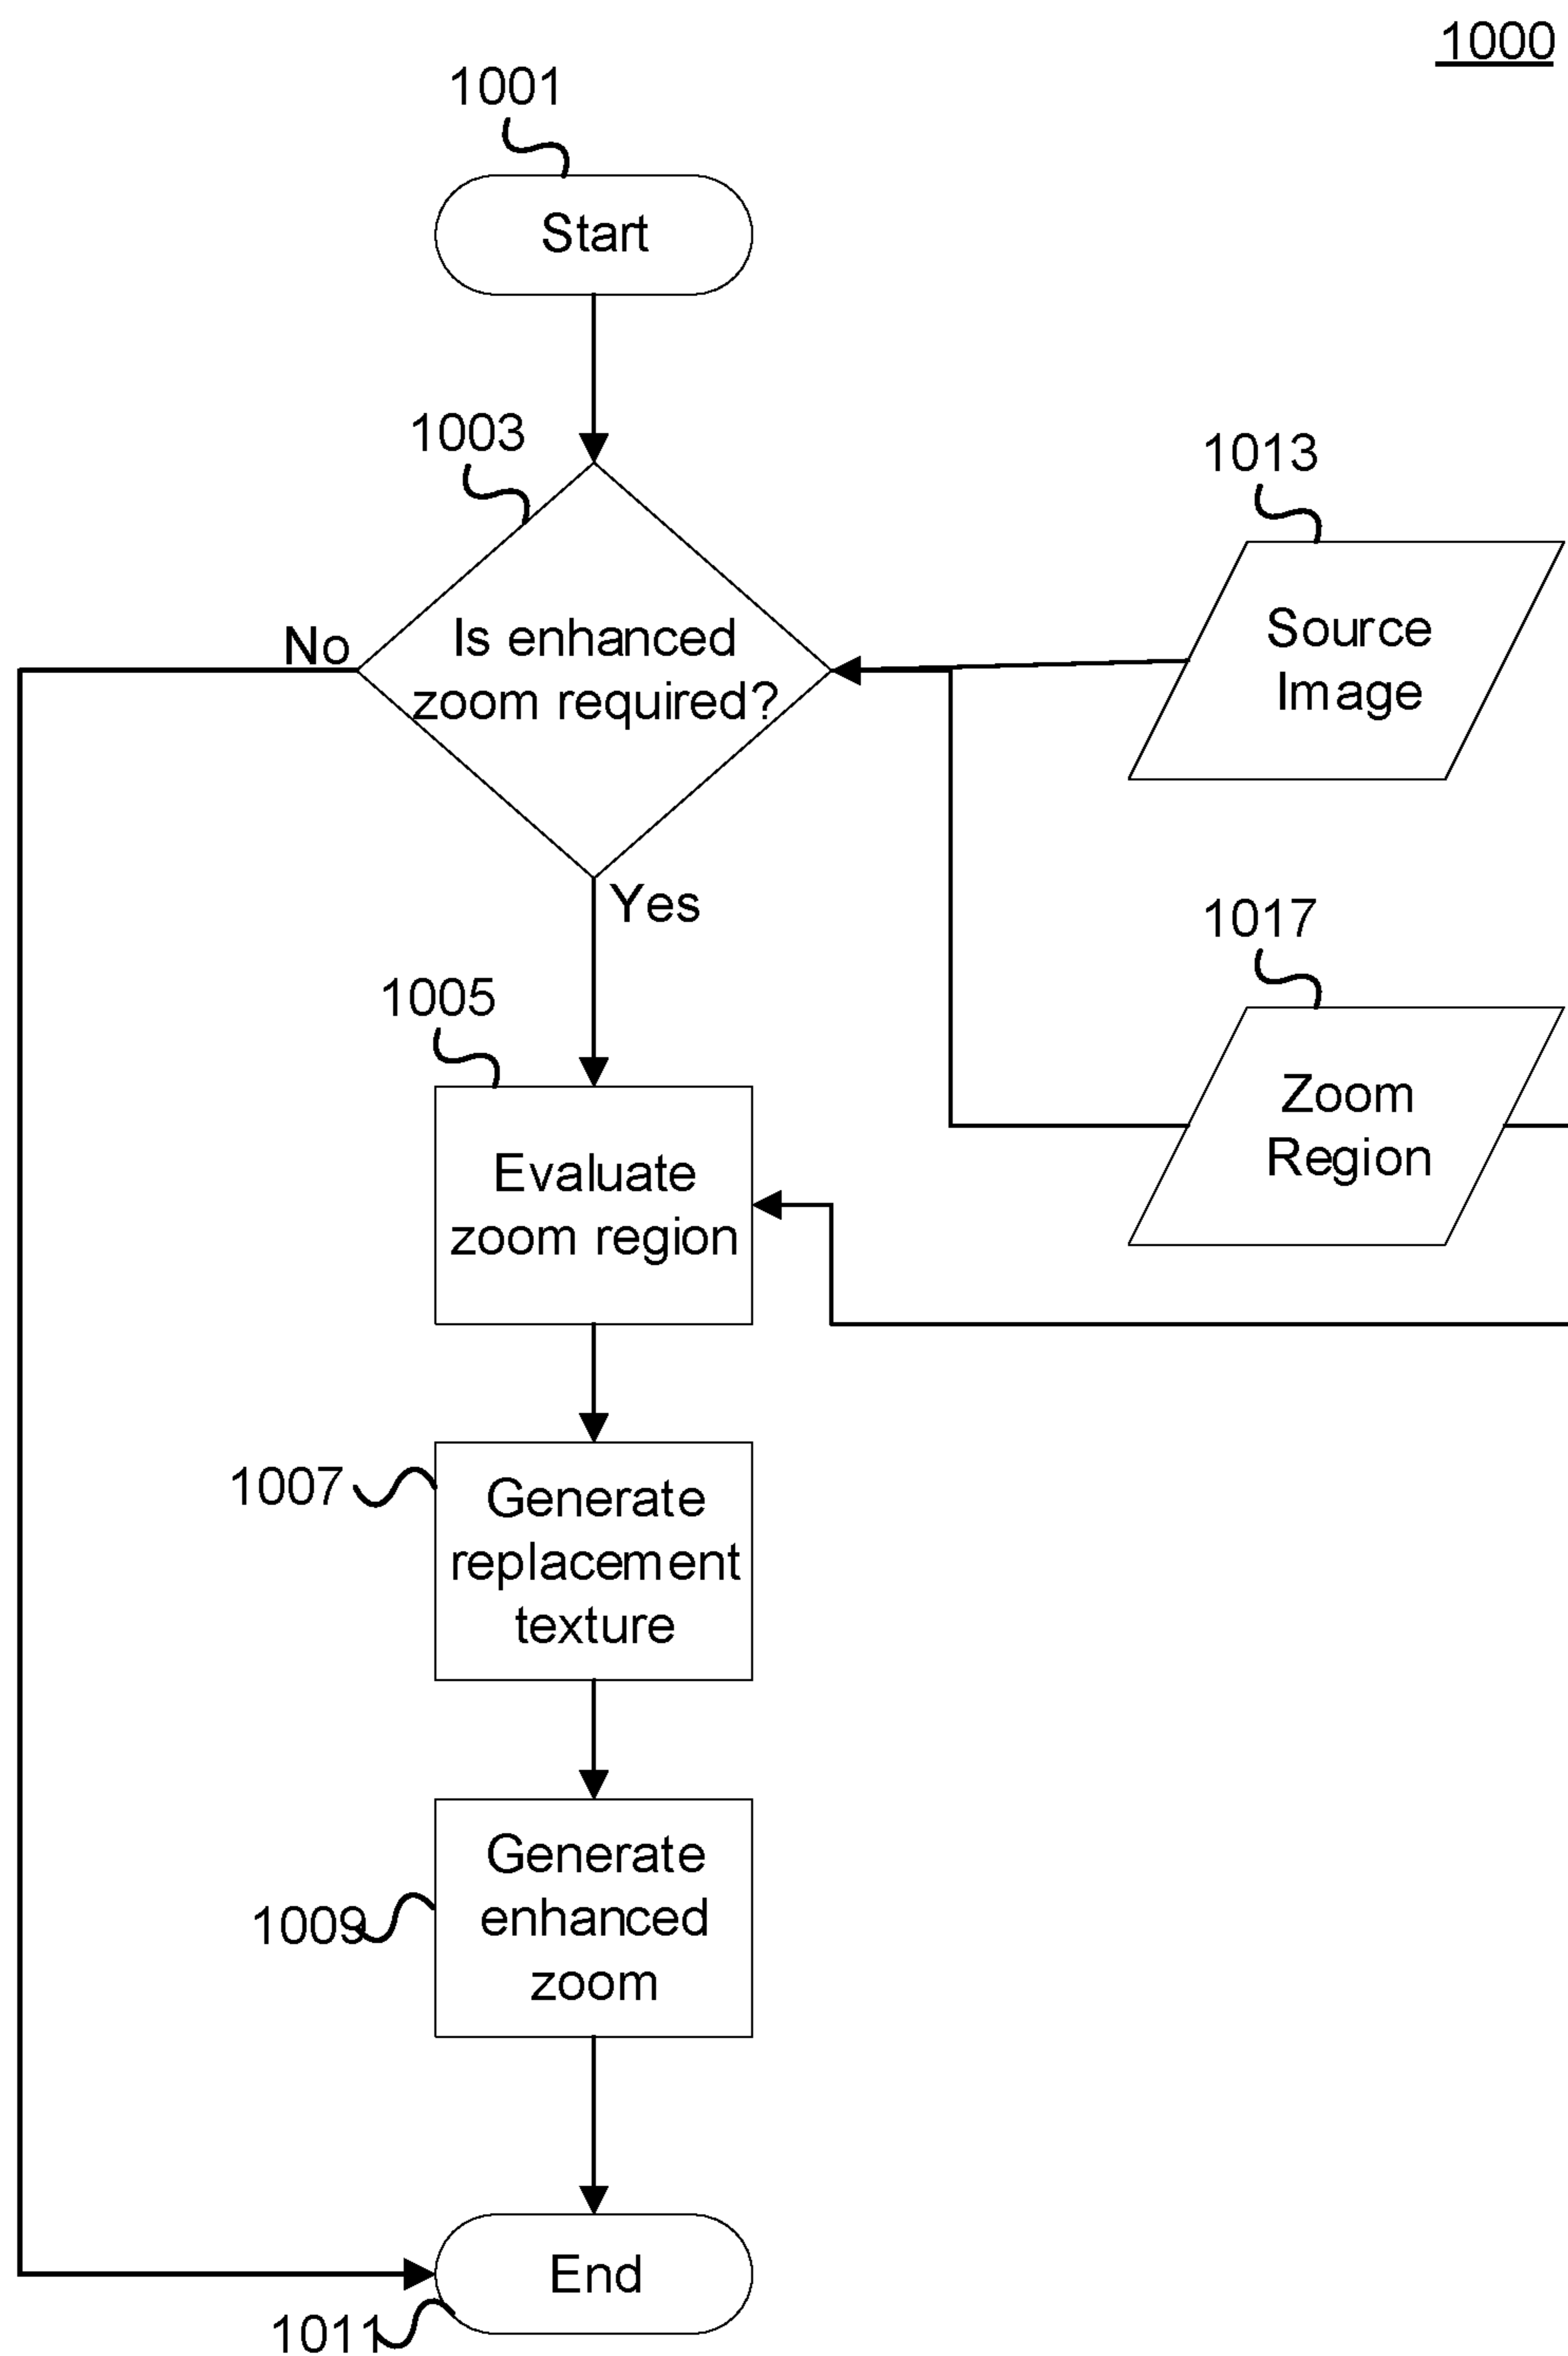 1000
1001
Start
1003
1013
Is enhanced
zoom required?
No
Source
Image
Yes
1017
1005
Zoom
Region
Evaluate
zoom region
1007
Generate
replacement
texture
1009
Generate
enhanced
zoom
End
1011